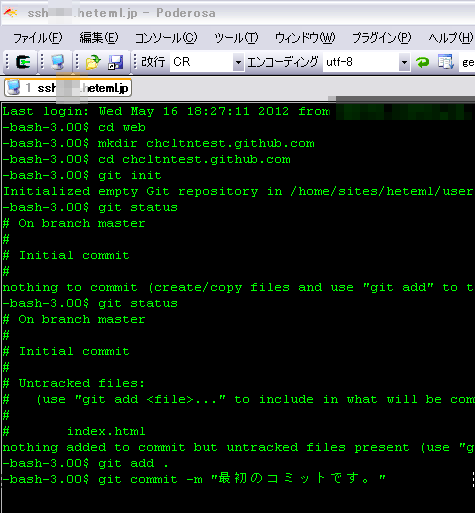 ssh .heteml.jp - Poderosa
ファイル(F) 編集(E) コンソール(C) ツール(T) ウィンドウ(W) プラグイン(P) ヘルプ(H)
改行 CR エンコーディング utf-8
1 ssh .heteml.jp
Last login: Wed May 16 18:27:11 2012 from
-bash-3.00$ cd web
-bash-3.00$ mkdir chcltntest.github.com
-bash-3.00$ cd chcltntest.github.com
-bash-3.00$ git init
Initialized empty Git repository in /home/sites/heteml/user
-bash-3.00$ git status
# On branch master
#
# Initial commit
#
nothing to commit (create/copy files and use "git add" to t
-bash-3.00$ git status
# On branch master
#
# Initial commit
#
# Untracked files:
#   (use "git add <file>..." to include in what will be com
#
#       index.html
nothing added to commit but untracked files present (use "g
-bash-3.00$ git add .
-bash-3.00$ git commit -m "最初のコミットです。"